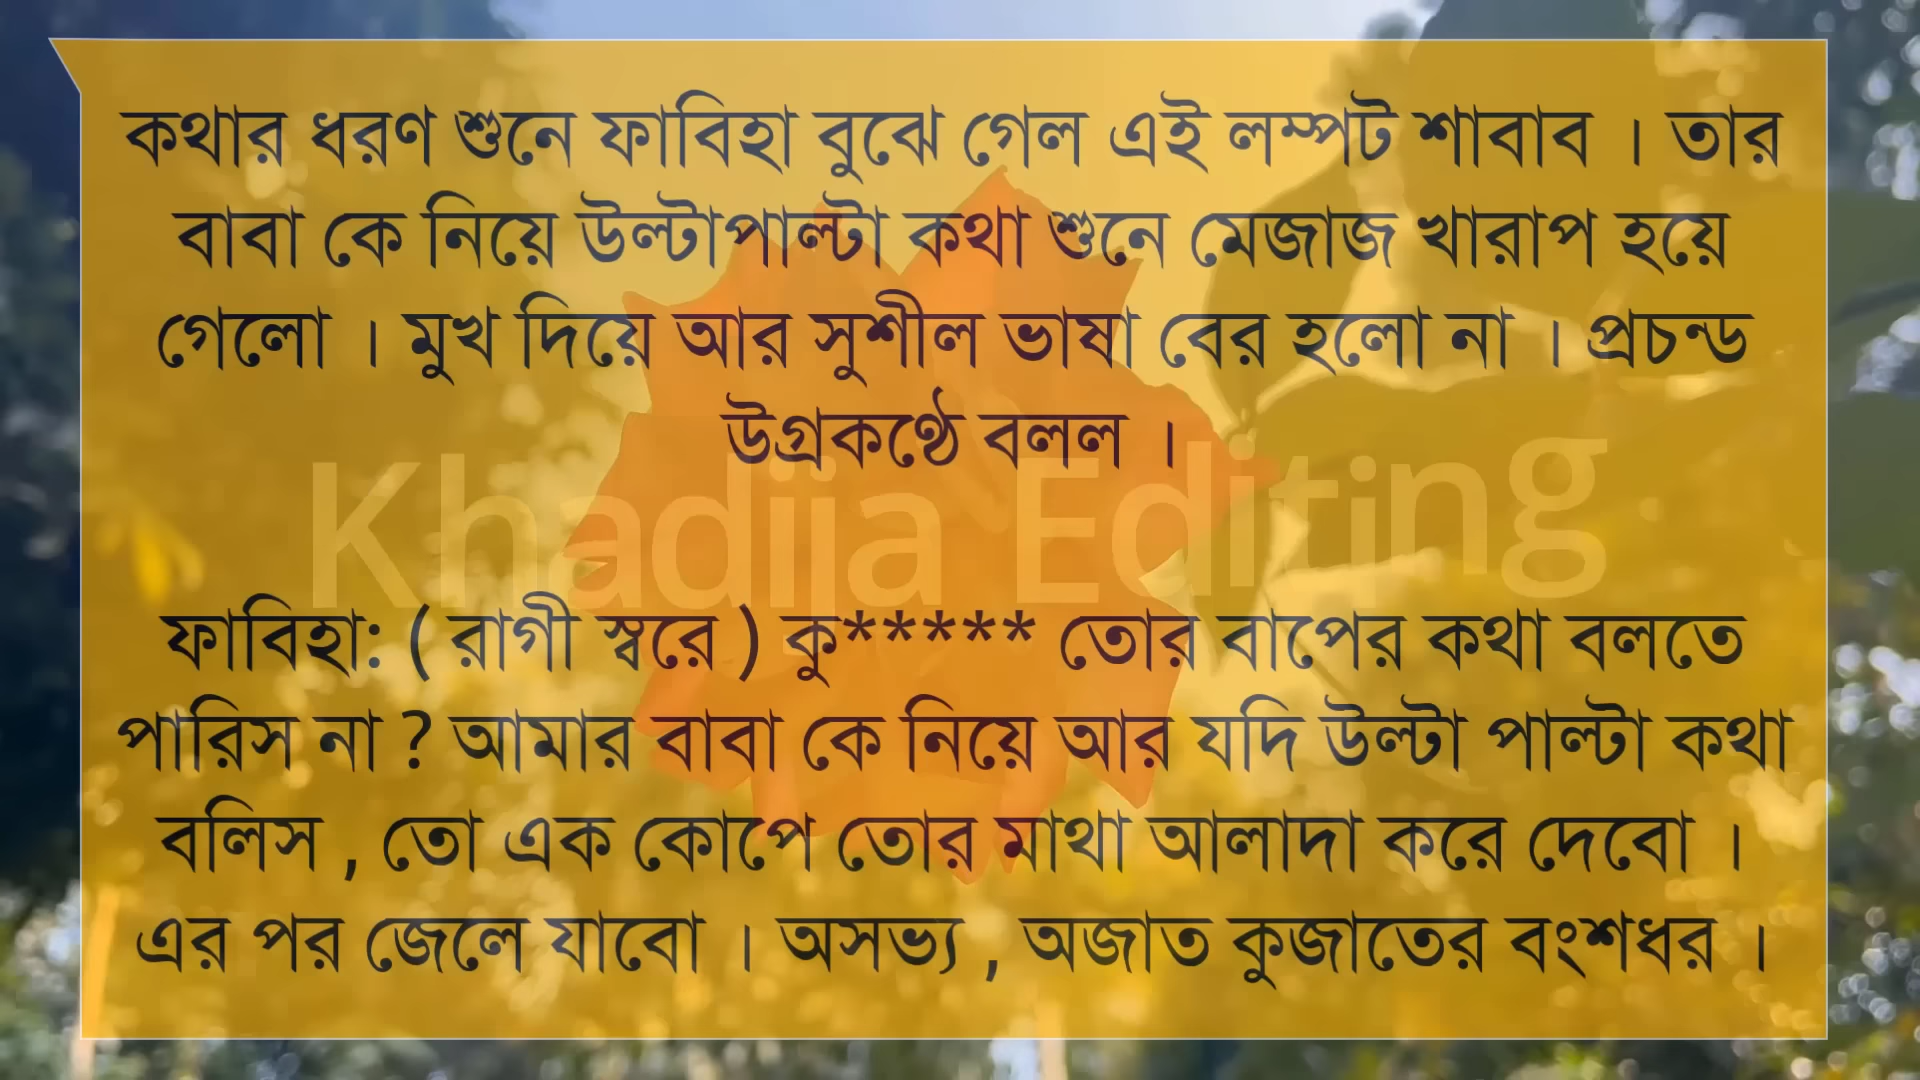 কথার ধরণ শুনে ফাবিহা বুঝে গেল এই লম্পট শাবাব । তার
বাবা কে নিয়ে উল্টাপাল্টা কথা শুনে মেজাজ খারাপ হয়ে
গেলো । মুখ দিয়ে আর সুশীল ভাষা বের হলো না । প্রচন্ড
উগ্রকণ্ঠে বলল ।
Khadija Editing
ফাবিহা: ( রাগী স্বরে ) কু***** তোর বাপের কথা বলতে
পারিস না ? আমার বাবা কে নিয়ে আর যদি উল্টা পাল্টা কথা
বলিস , তো এক কোপে তোর মাথা আলাদা করে দেবো ।
এর পর জেলে যাবো । অসভ্য , অজাত কুজাতের বংশধর ।